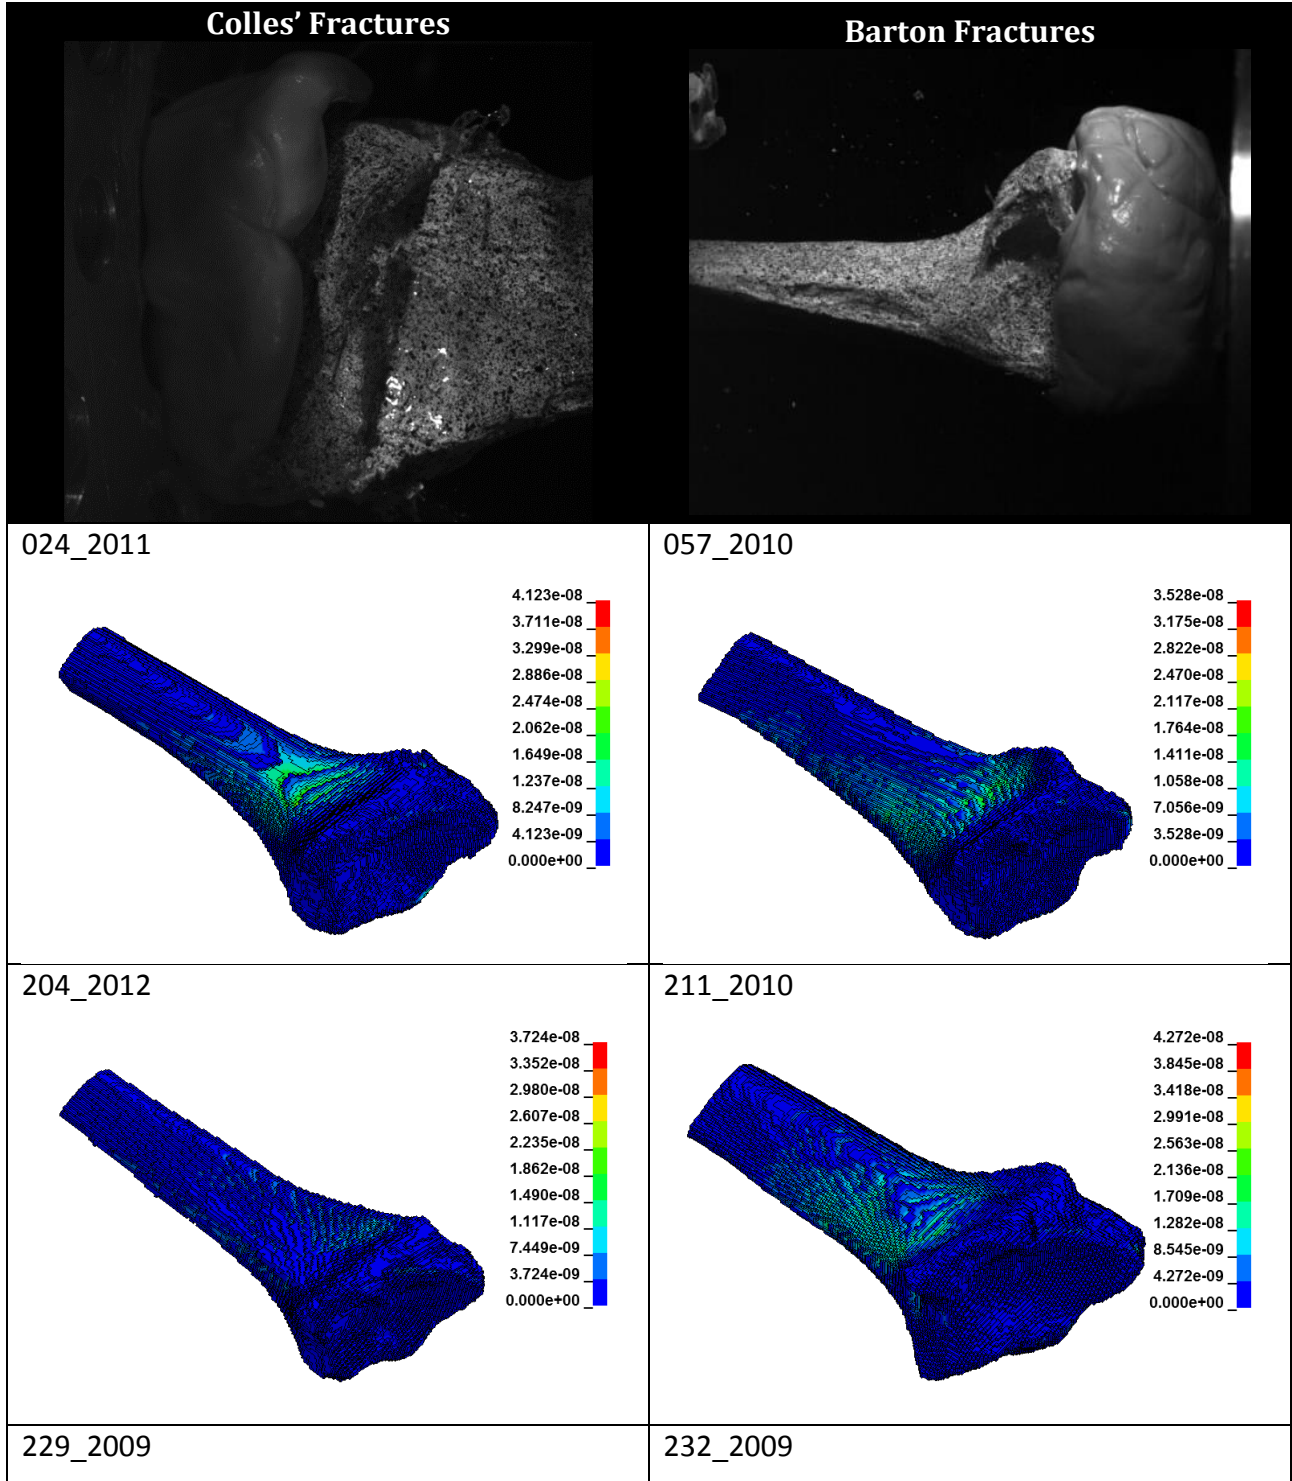 Colles’ Fractures
Barton Fractures
024_2011
4.123e-08
3.711e-08
3.299e-08
2.886e-08
2.474e-08
2.062e-08
1.649e-08
1.237e-08
8.247e-09
4.123e-09
0.000e+00
057_2010
3.528e-08
3.175e-08
2.822e-08
2.470e-08
2.117e-08
1.764e-08
1.411e-08
1.058e-08
7.056e-09
3.528e-09
0.000e+00
204_2012
3.724e-08
3.352e-08
2.980e-08
2.607e-08
2.235e-08
1.862e-08
1.490e-08
1.117e-08
7.449e-09
3.724e-09
0.000e+00
211_2010
4.272e-08
3.845e-08
3.418e-08
2.991e-08
2.563e-08
2.136e-08
1.709e-08
1.282e-08
8.545e-09
4.272e-09
0.000e+00
229_2009
232_2009